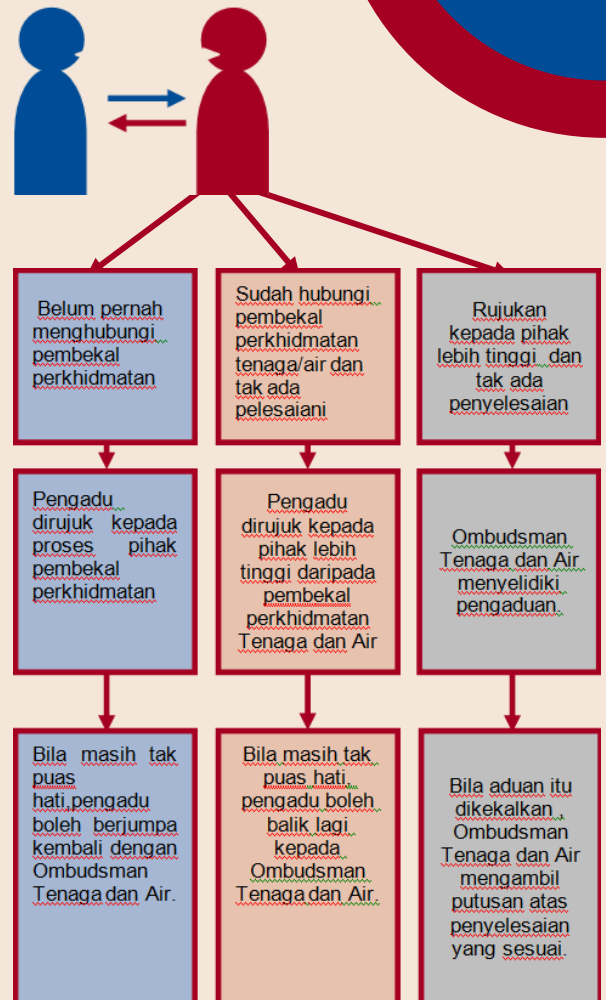 Belum pernah
menghubungi
pembekal
perkhidmatan
Sudah hubungi
pembekal
perkhidmatan
tenaga/air dan
tak ada
pelesaiani
Rujukan
kepada pihak
lebih tinggi dan
tak ada
penyelesaian
Pengadu
dirujuk kepada
proses pihak
pembekal
perkhidmatan
Pengadu
dirujuk kepada
pihak lebih
tinggi daripada
pembekal
perkhidmatan
Tenaga dan Air
Ombudsman
Tenaga dan Air
menyelidiki
pengaduan.
Bila masih tak
puas
hati,pengadu
boleh berjumpa
kembali dengan
Ombudsman
Tenaga dan Air.
Bila masih tak
puas hati,
pengadu boleh
balik lagi
kepada
Ombudsman
Tenaga dan Air.
Bila aduan itu
dikekalkan ,
Ombudsman
Tenaga dan Air
mengambil
putusan atas
penyelesaian
yang sesuai.